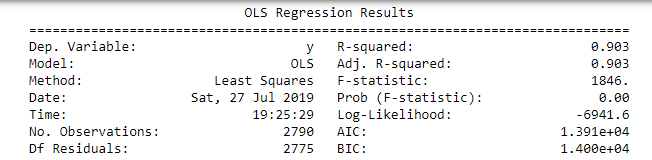 OLS Regression Results
==============================================================================
Dep. Variable: y R-squared: 0.903
Model: OLS Adj. R-squared: 0.903
Method: Least Squares F-statistic: 1846.
Date: Sat, 27 Jul 2019 Prob (F-statistic): 0.00
Time: 19:25:29 Log-Likelihood: -6941.6
No. Observations: 2790 AIC: 1.391e+04
Df Residuals: 2775 BIC: 1.400e+04